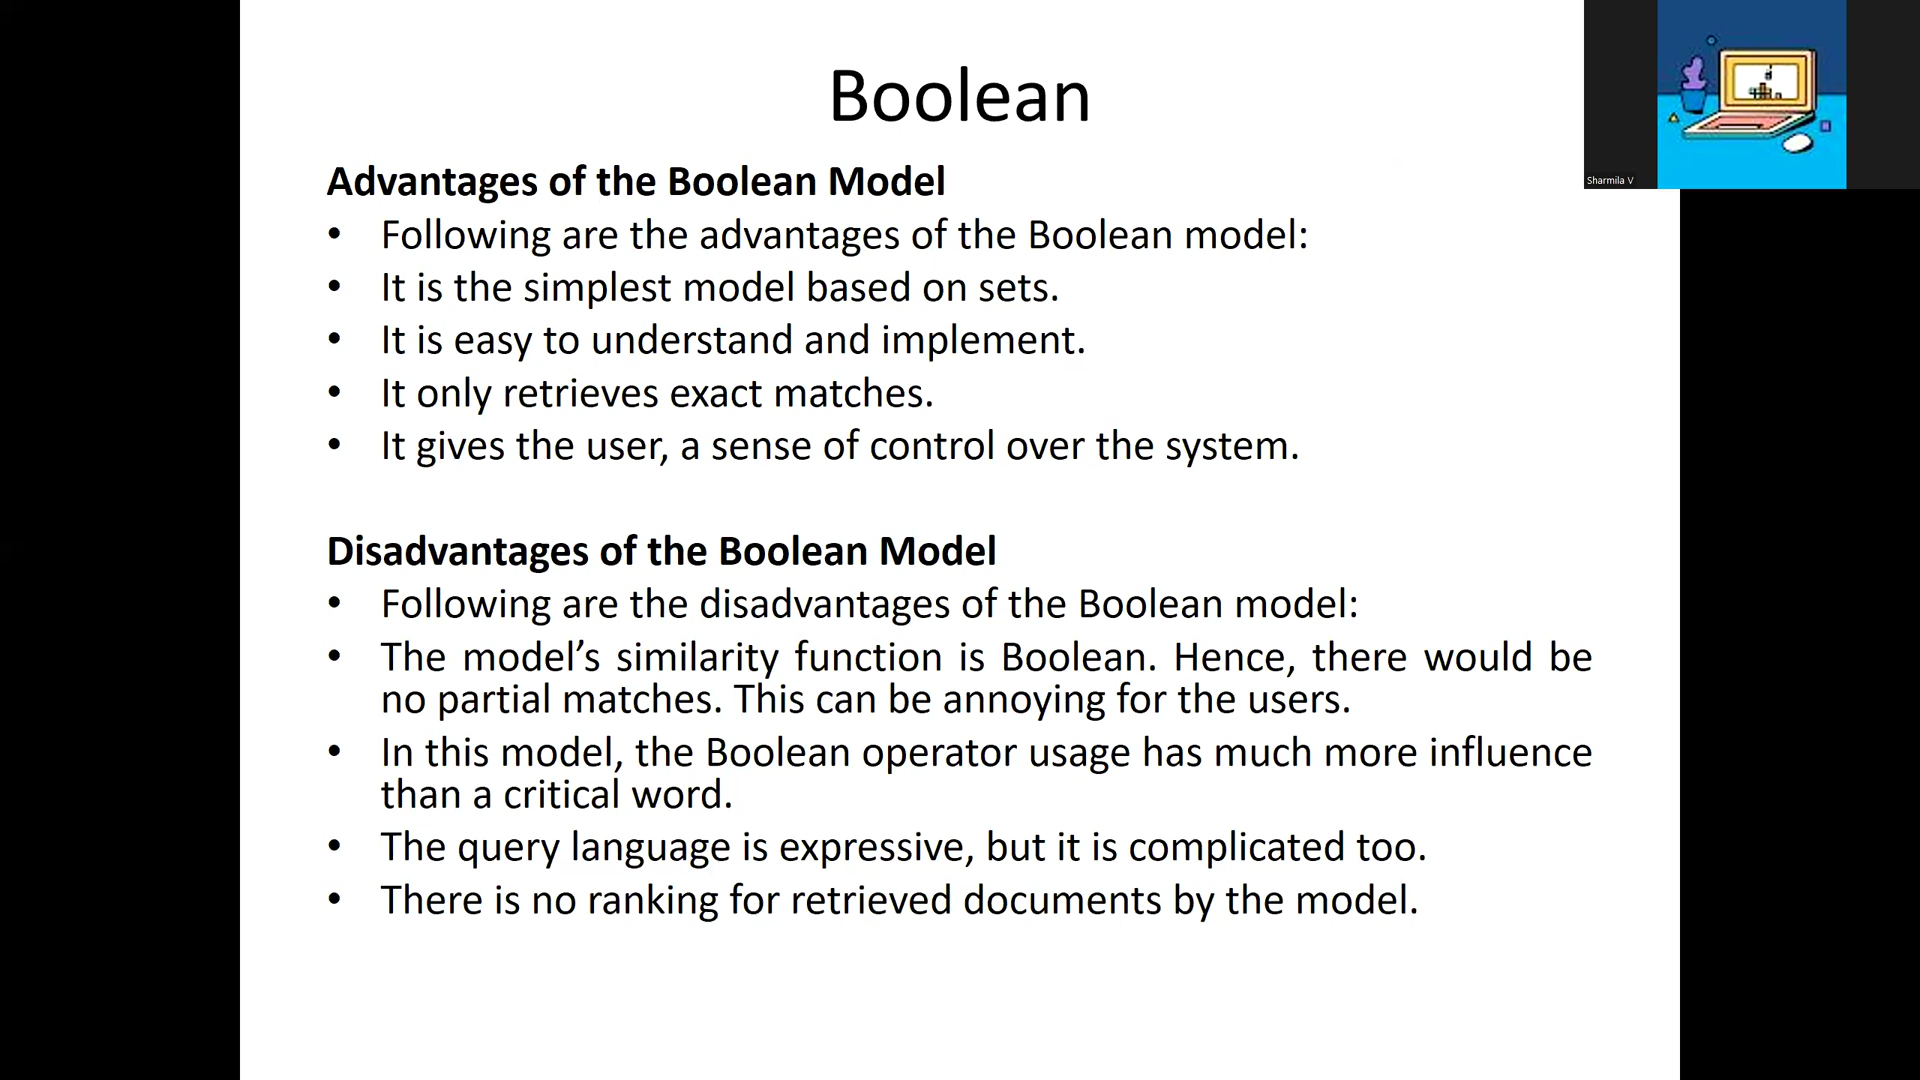 Boolean
Sharmila V
Advantages of the Boolean Model
• Following are the advantages of the Boolean model:
• It is the simplest model based on sets.
• It is easy to understand and implement.
• It only retrieves exact matches.
• It gives the user, a sense of control over the system.
Disadvantages of the Boolean Model
• Following are the disadvantages of the Boolean model:
• The model’s similarity function is Boolean. Hence, there would be
no partial matches. This can be annoying for the users.
• In this model, the Boolean operator usage has much more influence
than a critical word.
• The query language is expressive, but it is complicated too.
• There is no ranking for retrieved documents by the model.